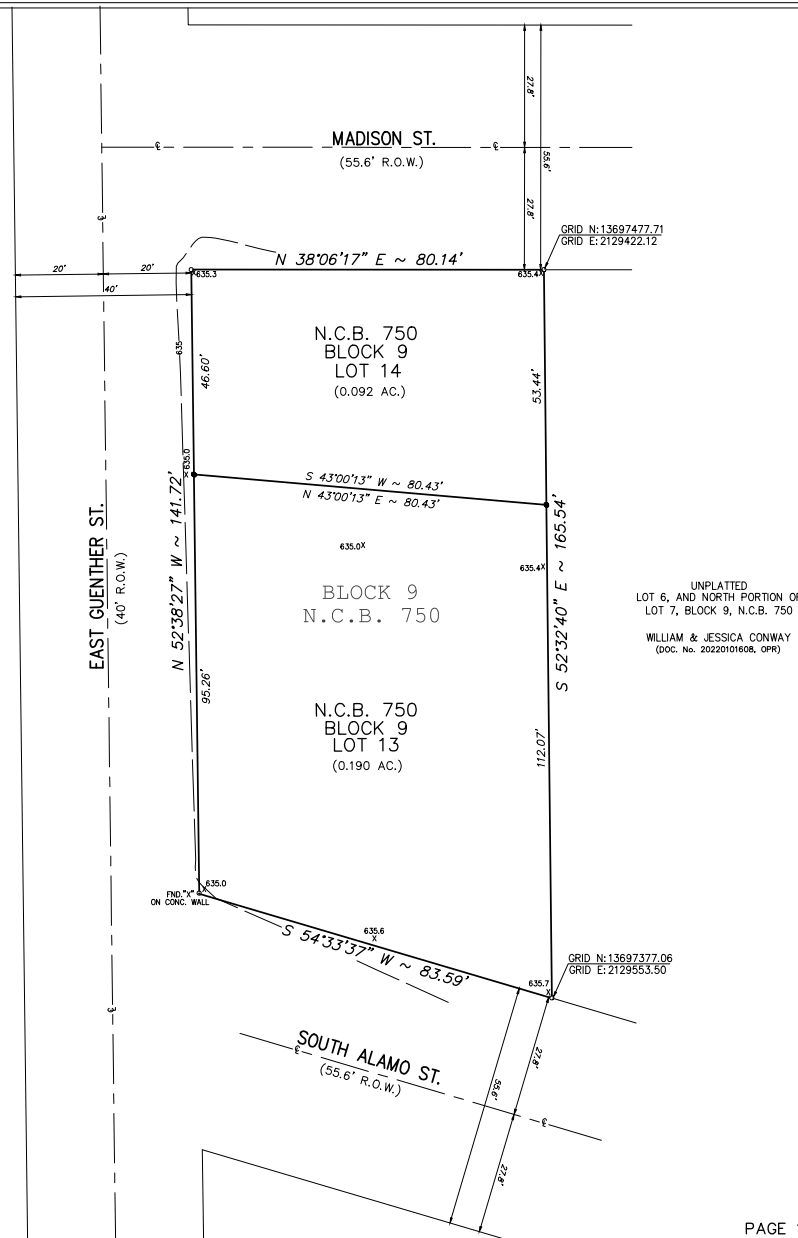 27.8'
MADISON ST.
(55.6' R.O.W.)
55.6'
27.8'
GRID N:13697477.71
GRID E:2129422.12
N 38°06'17" E ~ 80.14'
20'
20'
40'
635.3
635.4X
N.C.B. 750
BLOCK 9
LOT 14
(0.092 AC.)
635
46.60'
53.44'
X 635.0
S 43°00'13" W ~ 80.43'
N 43°00'13" E ~ 80.43'
N 52°38'27" W ~ 141.72'
S 52°32'40" E ~ 165.54'
EAST GUENTHER ST.
(40' R.O.W.)
635.0X
635.4X
BLOCK 9
N.C.B. 750
UNPLATTED
LOT 6, AND NORTH PORTION OF
LOT 7, BLOCK 9, N.C.B. 750
WILLIAM & JESSICA CONWAY
(DOC. No. 20220101608, OPR)
95.26'
N.C.B. 750
BLOCK 9
LOT 13
(0.190 AC.)
112.07'
635.0
X
FND."X"
ON CONC. WALL
635.6
X
S 54°33'37" W ~ 83.59'
GRID N:13697377.06
GRID E:2129553.50
635.7
X
SOUTH ALAMO ST.
(55.6' R.O.W.)
27.8'
55.6'
27.8'
PAGE